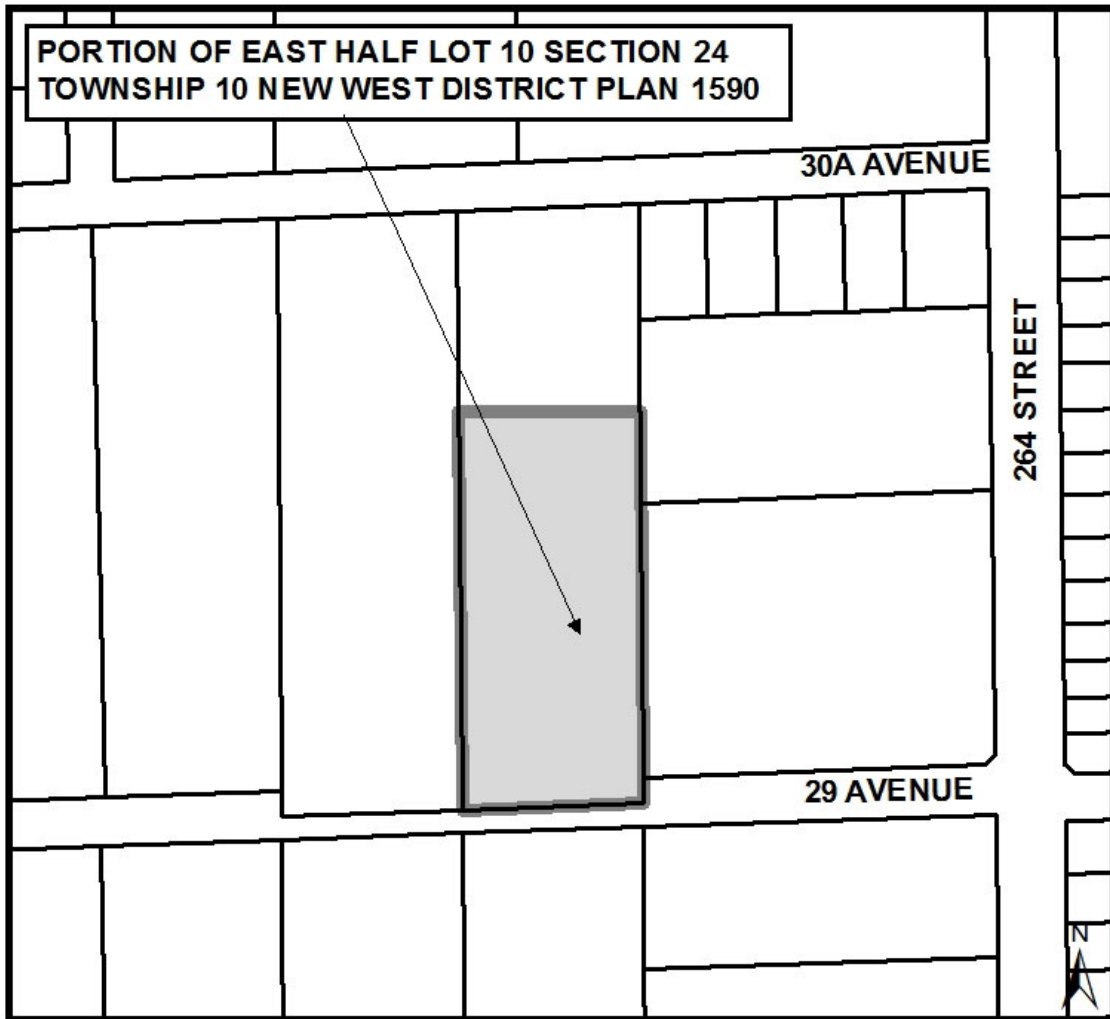 PORTION OF EAST HALF LOT 10 SECTION 24
TOWNSHIP 10 NEW WEST DISTRICT PLAN 1590
30A AVENUE
264 STREET
29 AVENUE
N